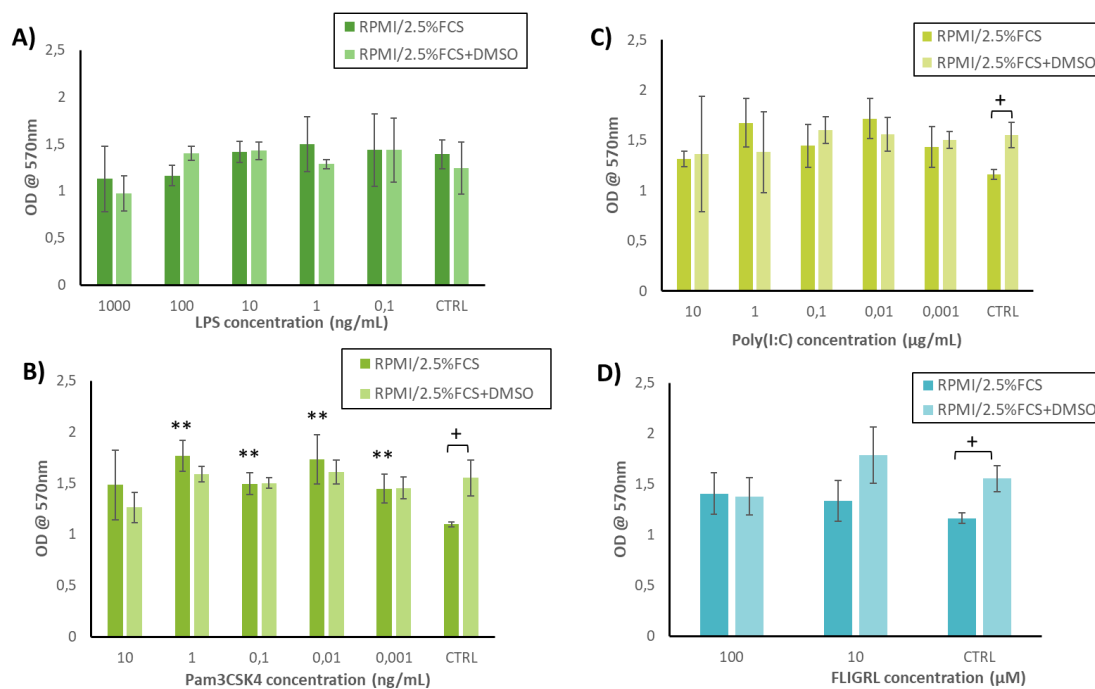 A)
RPMI/2.5%FCS
RPMI/2.5%FCS+DMSO
OD @ 570nm
2,5
2
1,5
1
0,5
0
1000 100 10 1 0,1 CTRL
LPS concentration (ng/mL)
C)
RPMI/2.5%FCS
RPMI/2.5%FCS+DMSO
OD @ 570nm
2,5
2
1,5
1
0,5
0
+
10 1 0,1 0,01 0,001 CTRL
Poly(I:C) concentration (µg/mL)
B)
RPMI/2.5%FCS
RPMI/2.5%FCS+DMSO
OD @ 570nm
2,5
2
1,5
1
0,5
0
** ** ** ** +
10 1 0,1 0,01 0,001 CTRL
Pam3CSK4 concentration (ng/mL)
D)
RPMI/2.5%FCS
RPMI/2.5%FCS+DMSO
OD @ 570nm
2,5
2
1,5
1
0,5
0
+
100 10 CTRL
FLIGRL concentration (µM)